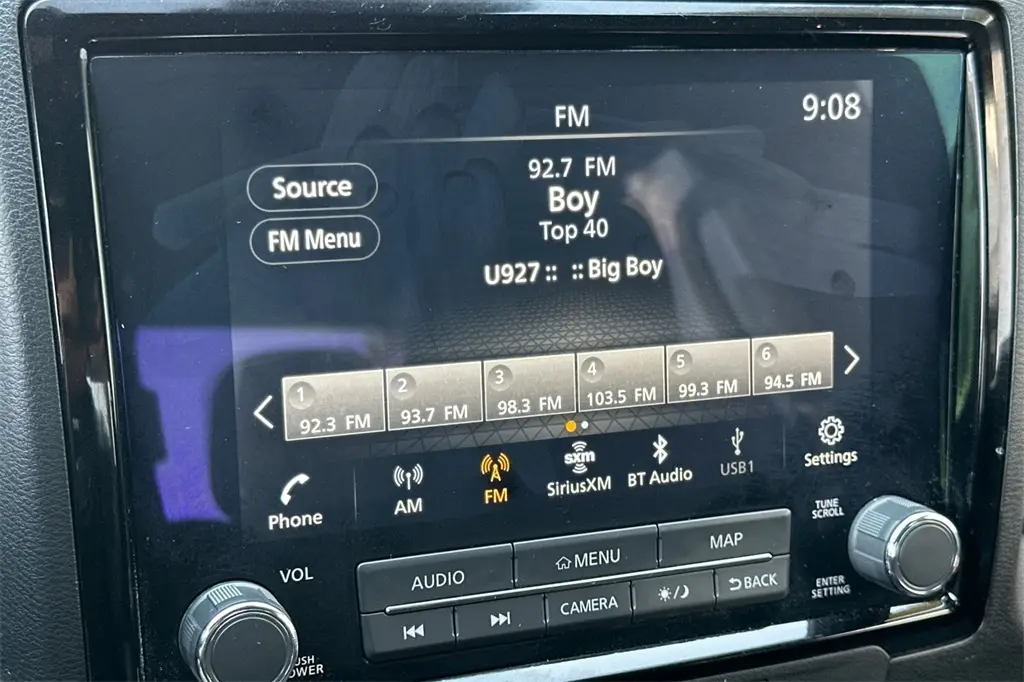 FM
9:08
Source
FM Menu
92.7 FM
Boy
Top 40
U927 :: :: Big Boy
1
92.3 FM
2
93.7 FM
3
98.3 FM
4
103.5 FM
5
99.3 FM
6
94.5 FM
Phone
AM
FM
sxm
SiriusXM
BT Audio
USB1
Settings
TUNE
SCROLL
VOL
AUDIO
MENU
MAP
CAMERA
BACK
ENTER
SETTING